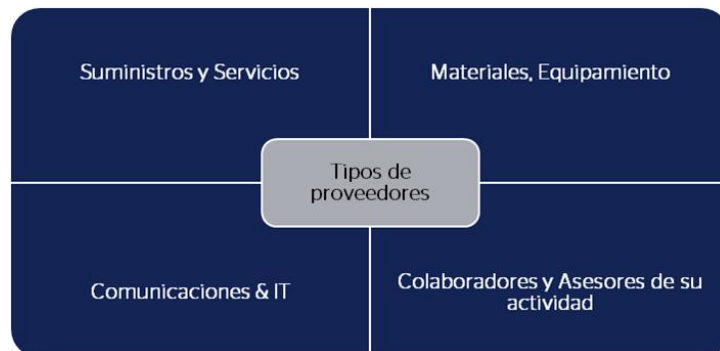 Suministros y Servicios
Materiales, Equipamiento
Tipos de
proveedores
Comunicaciones & IT
Colaboradores y Asesores de su
actividad